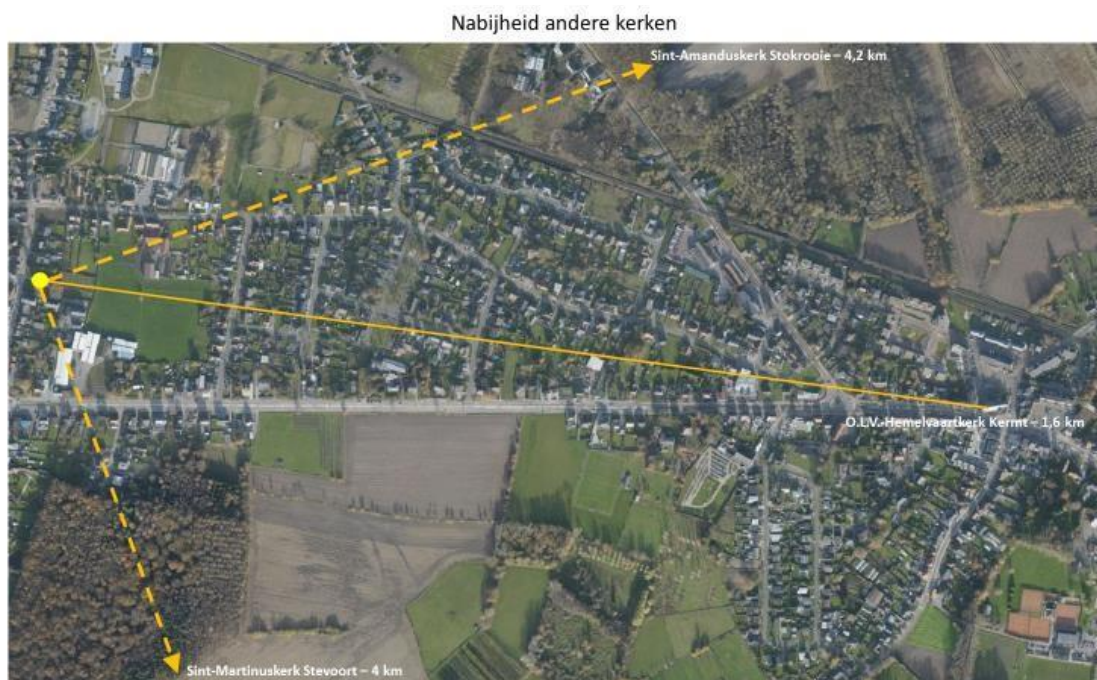 Nabijheid andere kerken
Sint-Amanduskerk Stokrooie – 4,2 km
O.L.V.-Hemelvaartkerk Kermt – 1,6 km
Sint-Martinuskerk Stevoort – 4 km